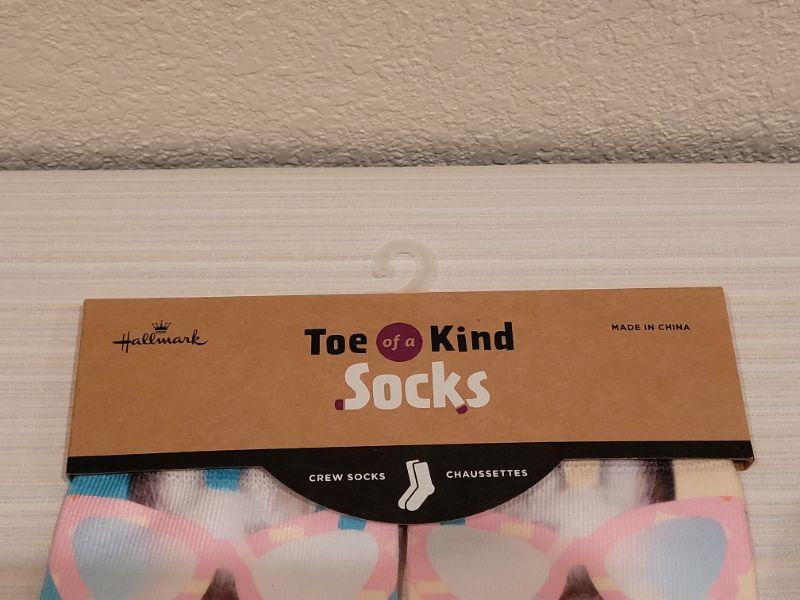 Hallmark
Toe of a Kind
Socks
MADE IN CHINA
CREW SOCKS CHAUSSETTES